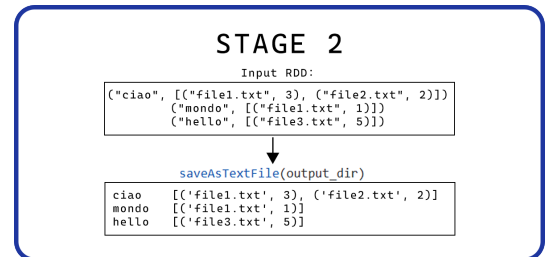 STAGE 2
Input RDD:
("ciao", [("file1.txt", 3), ("file2.txt", 2)])
("mondo", [("file1.txt", 1)])
("hello", [("file3.txt", 5)])
saveAsTextFile(output_dir)
ciao [('file1.txt', 3), ('file2.txt', 2)]
mondo [('file1.txt', 1)]
hello [('file3.txt', 5)]